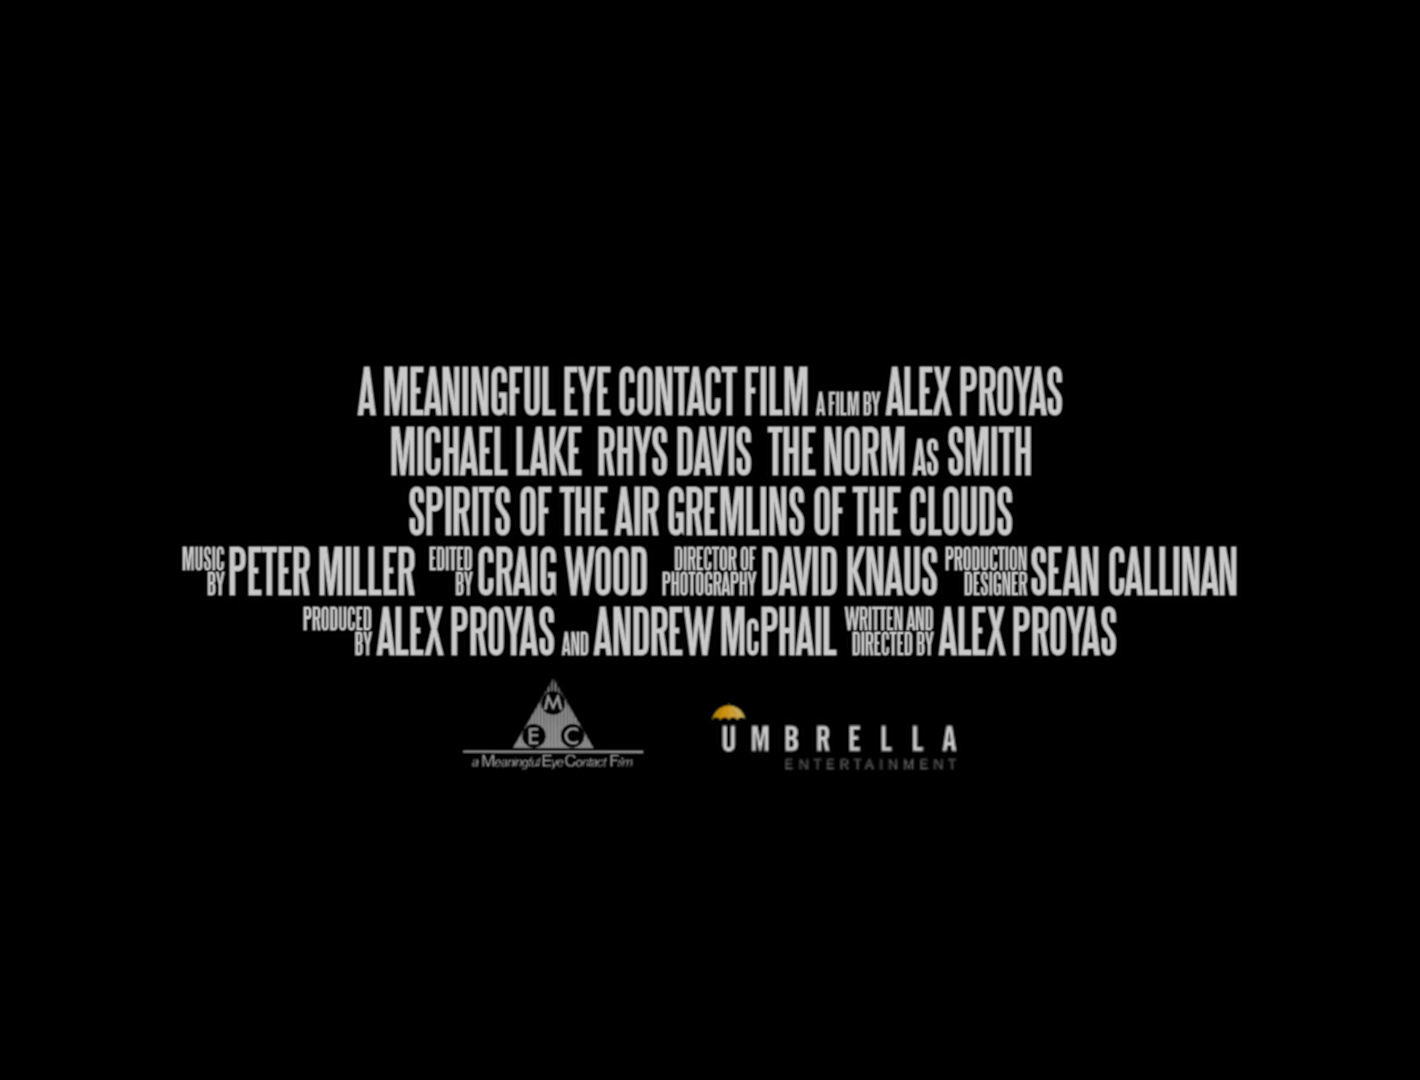 A MEANINGFUL EYE CONTACT FILM A FILM BY ALEX PROYAS
MICHAEL LAKE RHYS DAVIS THE NORM AS SMITH
SPIRITS OF THE AIR GREMLINS OF THE CLOUDS
MUSIC BY PETER MILLER EDITED BY CRAIG WOOD DIRECTOR OF PHOTOGRAPHY DAVID KNAUS PRODUCTION DESIGNER SEAN CALLINAN
PRODUCED BY ALEX PROYAS AND ANDREW McPHAIL WRITTEN AND DIRECTED BY ALEX PROYAS
M
E C
a Meaningful Eye Contact Film
UMBRELLA
ENTERTAINMENT